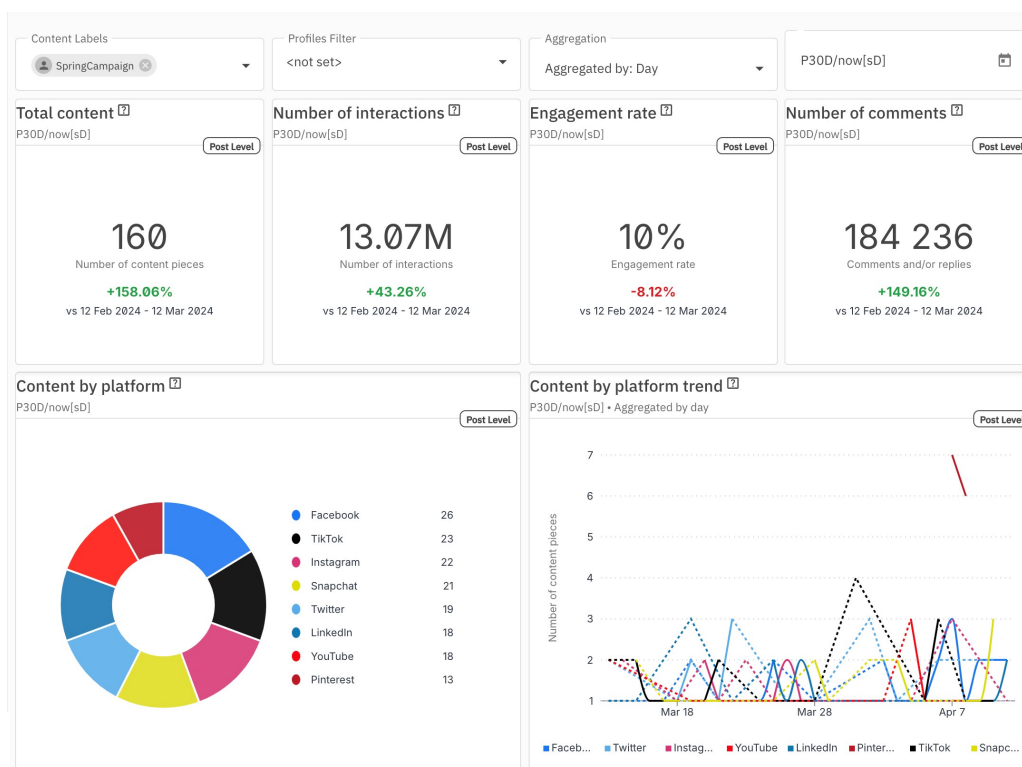 Content Labels
SpringCampaign
Profiles Filter
<not set>
Aggregation
Aggregated by: Day
P30D/now[sD]
Total content ?
P30D/now[sD]
Post Level
160
Number of content pieces
+158.06%
vs 12 Feb 2024 - 12 Mar 2024
Number of interactions ?
P30D/now[sD]
Post Level
13.07M
Number of interactions
+43.26%
vs 12 Feb 2024 - 12 Mar 2024
Engagement rate ?
P30D/now[sD]
Post Level
10%
Engagement rate
-8.12%
vs 12 Feb 2024 - 12 Mar 2024
Number of comments ?
P30D/now[sD]
Post Level
184 236
Comments and/or replies
+149.16%
vs 12 Feb 2024 - 12 Mar 2024
Content by platform ?
P30D/now[sD]
Post Level
Facebook 26
TikTok 23
Instagram 22
Snapchat 21
Twitter 19
LinkedIn 18
YouTube 18
Pinterest 13
Content by platform trend ?
P30D/now[sD] • Aggregated by day
Post Leve
Number of content pieces
7
6
5
4
3
2
1
Mar 18 Mar 28 Apr 7
Faceb... Twitter Instag... YouTube LinkedIn Pinter... TikTok Snapc...